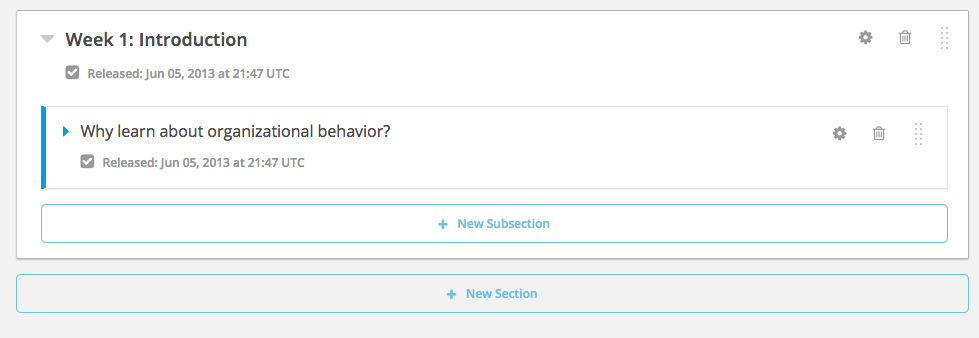 Week 1: Introduction
Released: Jun 05, 2013 at 21:47 UTC
Why learn about organizational behavior?
Released: Jun 05, 2013 at 21:47 UTC
+ New Subsection
+ New Section